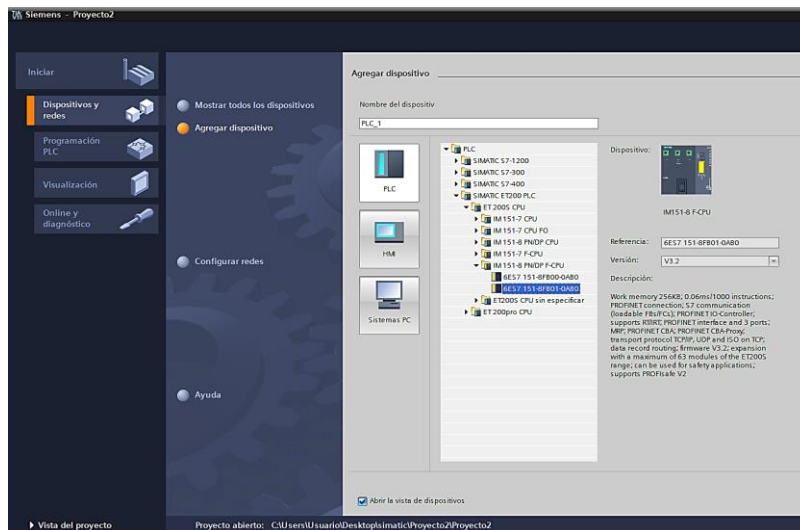 Siemens - Proyecto2
Iniciar
Dispositivos y
redes
Programación
PLC
Visualización
Online y
diagnóstico
Mostrar todos los dispositivos
Agregar dispositivo
Configurar redes
Ayuda
Agregar dispositivo
Nombre del dispositiv
PLC_1
PLC
HMI
Sistemas PC
PLC
SIMATIC S7-1200
SIMATIC S7-300
SIMATIC S7-400
SIMATIC ET200 PLC
ET 200S CPU
IM 151-7 CPU
IM 151-7 CPU FO
IM 151-8 PN/DP CPU
IM 151-7 F-CPU
IM 151-8 PN/DP F-CPU
6ES7 151-8FB00-0AB0
6ES7 151-8FB01-0AB0
ET200S CPU sin especificar
ET 200pro CPU
Dispositivo:
IM151-8 F-CPU
Referencia: 6ES7 151-8FB01-0AB0
Versión: V3.2
Descripción:
Work memory 256KB; 0.06ms/1000 instructions;
PROFINET connection; S7 communication
(loadable FBs/FCs); PROFINET IO-Controller,
supports RT/IRT; PROFINET interface and 3 ports;
MRP; PROFINET CBA; PROFINET CBA-Proxy;
transport protocol TCP/IP, UDP and ISO on TCP;
data record routing; firmware V3.2; expansion
with a maximum of 63 modules of the ET200S
range; can be used for safety applications;
supports PROFIsafe V2
Abrir la vista de dispositivos
Vista del proyecto
Proyecto abierto: C:\Users\Usuario\Desktop\simatic\Proyecto2\Proyecto2